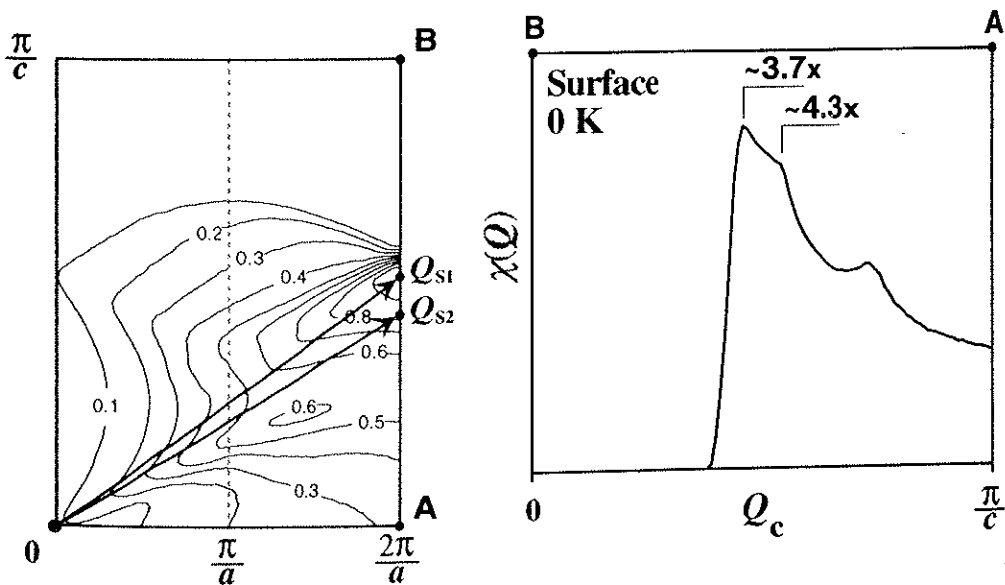 π/c
B
0.2
0.3
0.4
Q_S1
0.8
Q_S2
0.6
0.1
0.6
0.5
0.3
A
0
π/a
2π/a
B
A
Surface
0 K
~3.7x
~4.3x
χ(Q)
0
Q_c
π/c